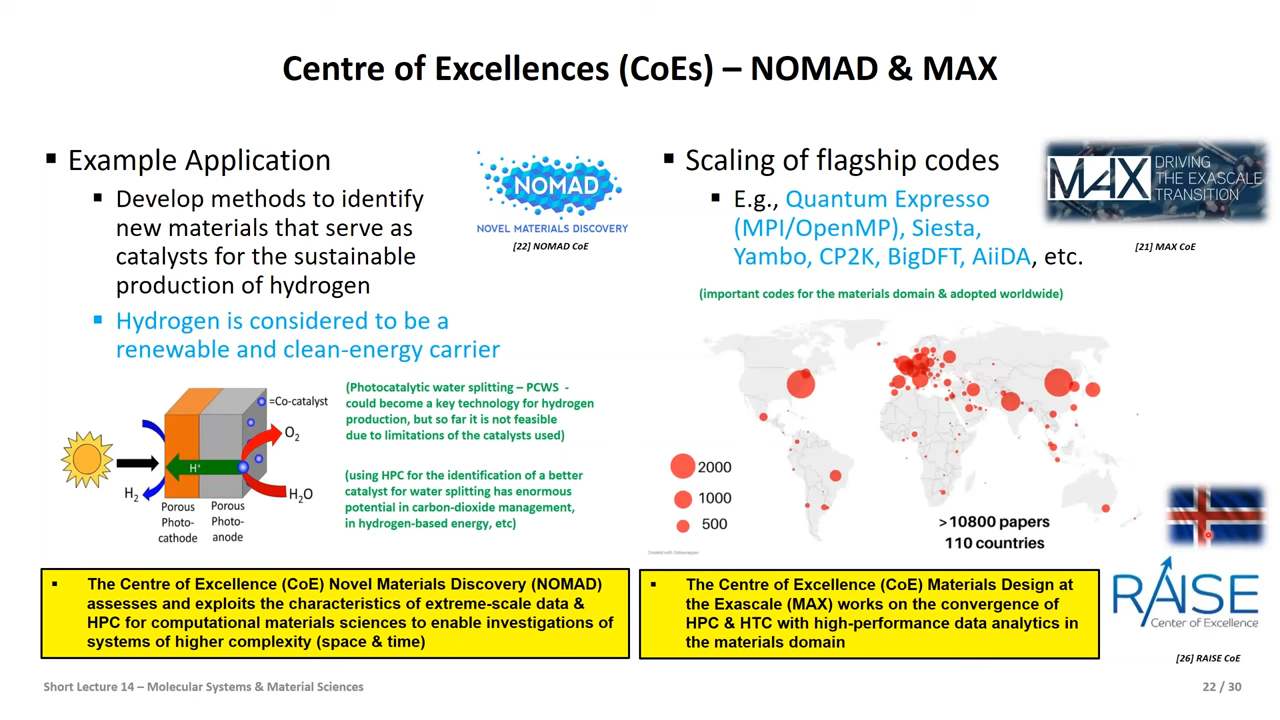 Centre of Excellences (CoEs) – NOMAD & MAX
▪ Example Application
▪ Develop methods to identify
new materials that serve as
catalysts for the sustainable
production of hydrogen
▪ Hydrogen is considered to be a
renewable and clean-energy carrier
NOMAD
NOVEL MATERIALS DISCOVERY
[22] NOMAD CoE
=Co-catalyst
O2
H+
H2
H2O
Porous
Photo-
cathode
Porous
Photo-
anode
(Photocatalytic water splitting – PCWS -
could become a key technology for hydrogen
production, but so far it is not feasible
due to limitations of the catalysts used)
(using HPC for the identification of a better
catalyst for water splitting has enormous
potential in carbon-dioxide management,
in hydrogen-based energy, etc)
▪ The Centre of Excellence (CoE) Novel Materials Discovery (NOMAD)
assesses and exploits the characteristics of extreme-scale data &
HPC for computational materials sciences to enable investigations of
systems of higher complexity (space & time)
▪ Scaling of flagship codes
▪ E.g., Quantum Expresso
(MPI/OpenMP), Siesta,
Yambo, CP2K, BigDFT, AiiDA, etc.
(important codes for the materials domain & adopted worldwide)
MAX
DRIVING
THE EXASCALE
TRANSITION
[21] MAX CoE
2000
1000
500
>10800 papers
110 countries
Created with Datawrapper
▪ The Centre of Excellence (CoE) Materials Design at
the Exascale (MAX) works on the convergence of
HPC & HTC with high-performance data analytics in
the materials domain
RAISE
Center of Excellence
[26] RAISE CoE
Short Lecture 14 – Molecular Systems & Material Sciences
22 / 30